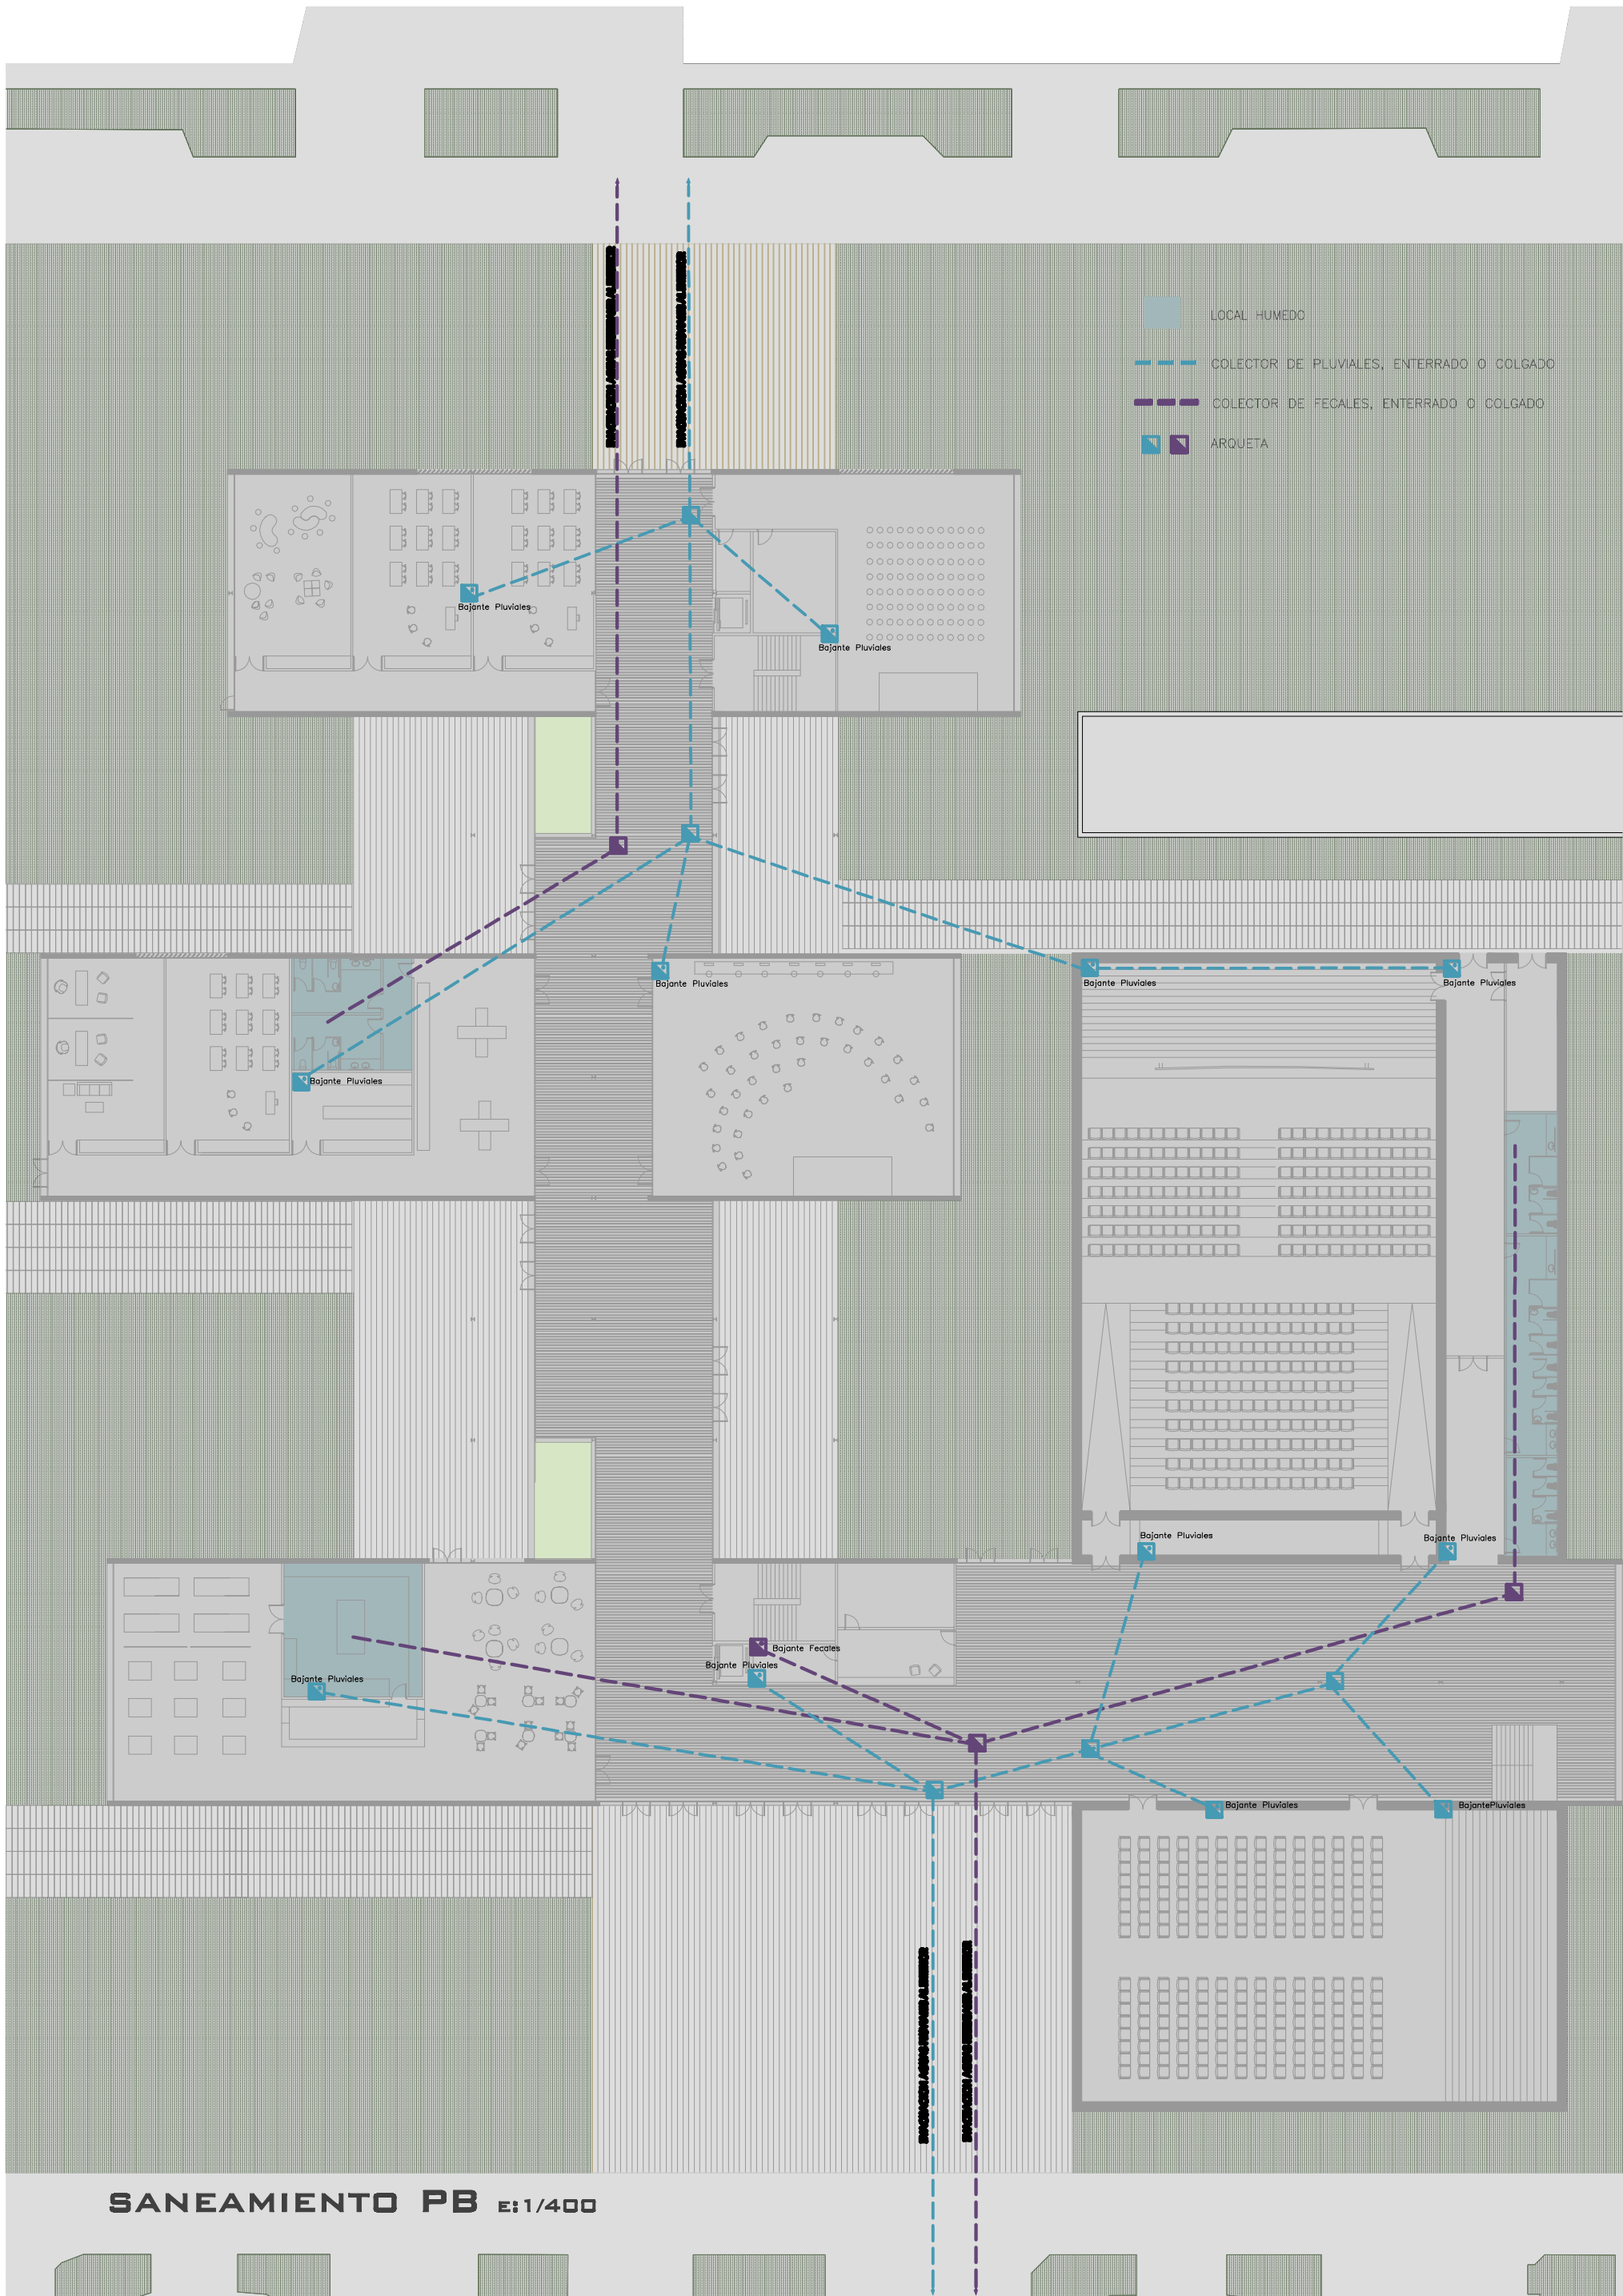 LOCAL HUMEDO
COLECTOR DE PLUVIALES, ENTERRADO O COLGADO
COLECTOR DE FECALES, ENTERRADO O COLGADO
ARQUETA
Bajante Pluviales
Bajante Pluviales
Bajante Pluviales
Bajante Pluviales
Bajante Pluviales
Bajante Pluviales
Bajante Pluviales
Bajante Pluviales
Bajante Fecales
Bajante Pluviales
Bajante Pluviales
Bajante Pluviales
BajantePluviales
SANEAMIENTO PB E:1/400